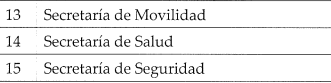 13 Secretaría de Movilidad
14 Secretaría de Salud
15 Secretaría de Seguridad